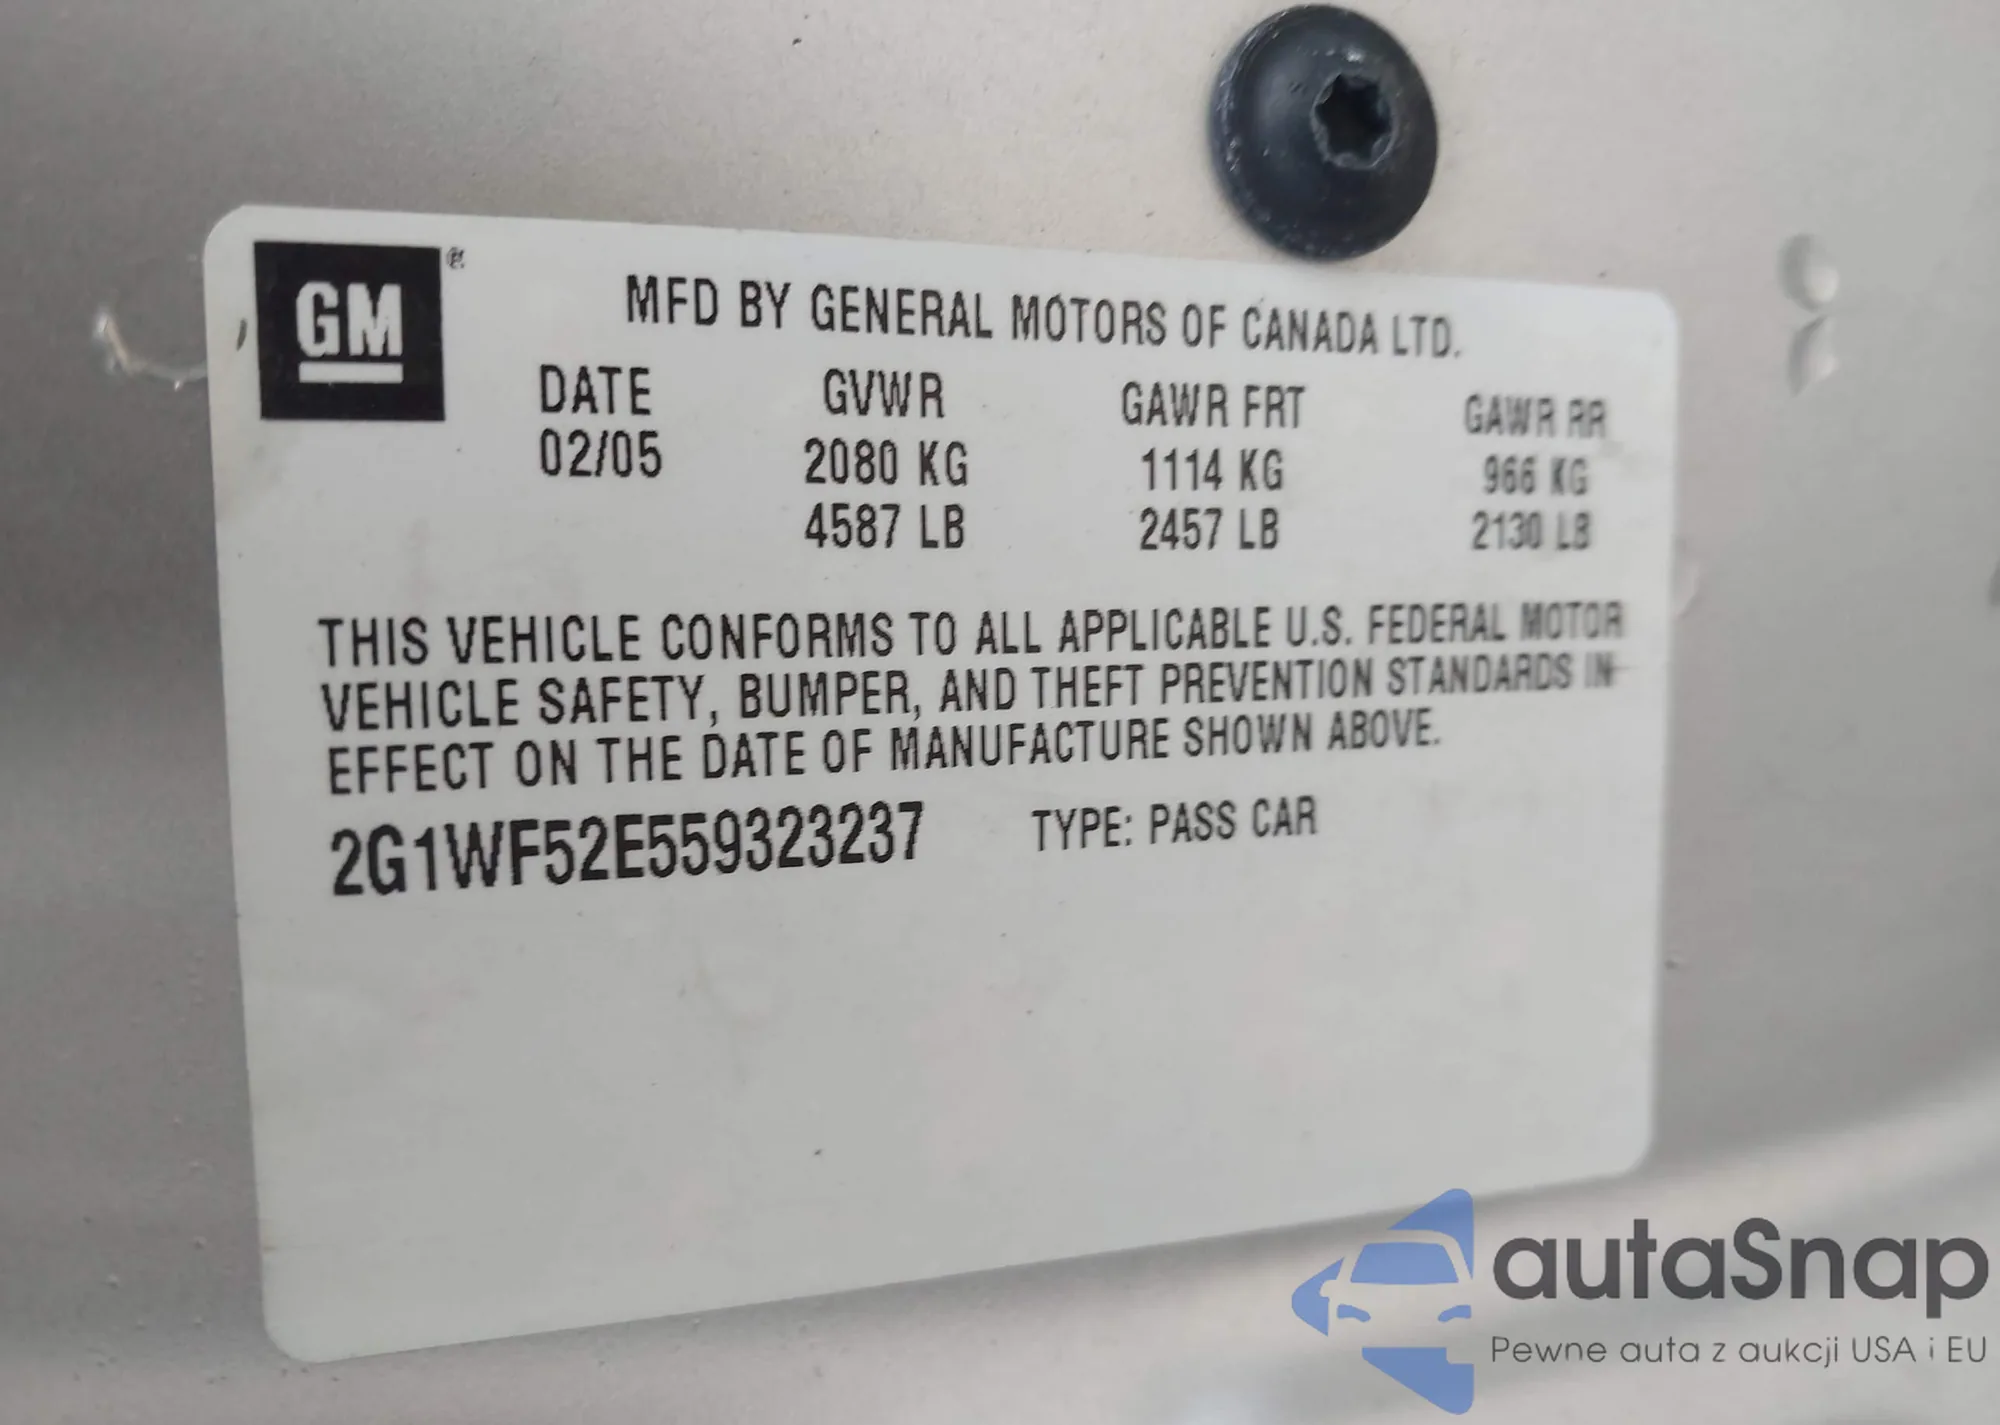 GM®
MFD BY GENERAL MOTORS OF CANADA LTD.
DATE GVWR GAWR FRT GAWR RR
02/05 2080 KG 1114 KG 966 KG
4587 LB 2457 LB 2130 LB
THIS VEHICLE CONFORMS TO ALL APPLICABLE U.S. FEDERAL MOTOR
VEHICLE SAFETY, BUMPER, AND THEFT PREVENTION STANDARDS IN
EFFECT ON THE DATE OF MANUFACTURE SHOWN ABOVE.
2G1WF52E559323237 TYPE: PASS CAR
autaSnap
Pewne auta z aukcji USA i EU